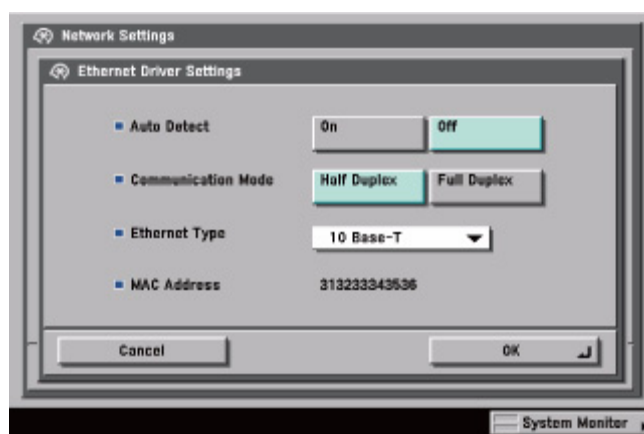 Network Settings
Ethernet Driver Settings
Auto Detect On Off
Communication Mode Half Duplex Full Duplex
Ethernet Type 10 Base-T
MAC Address 313233343536
Cancel OK
System Monitor